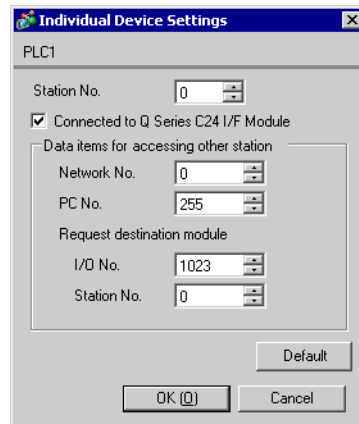 Individual Device Settings
PLC1
Station No. 0
Connected to Q Series C24 I/F Module
Data items for accessing other station
Network No. 0
PC No. 255
Request destination module
I/O No. 1023
Station No. 0
Default
OK (O)
Cancel